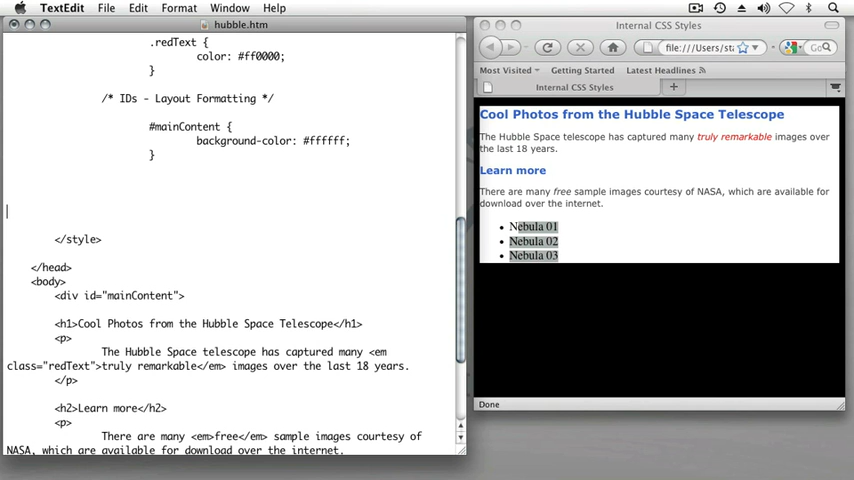 TextEdit File Edit Format Window Help
hubble.htm
.redText {
color: #ff0000;
}
/* IDs - Layout Formatting */
#mainContent {
background-color: #ffffff;
}
</style>
</head>
<body>
<div id="mainContent">
<h1>Cool Photos from the Hubble Space Telescope</h1>
<p>
The Hubble Space telescope has captured many <em
class="redText">truly remarkable</em> images over the last 18 years.
</p>
<h2>Learn more</h2>
<p>
There are many <em>free</em> sample images courtesy of
NASA, which are available for download over the internet.
Internal CSS Styles
file:///Users/sta
Most Visited Getting Started Latest Headlines
Internal CSS Styles
Cool Photos from the Hubble Space Telescope
The Hubble Space telescope has captured many truly remarkable images over
the last 18 years.
Learn more
There are many free sample images courtesy of NASA, which are available for
download over the internet.
• Nebula 01
• Nebula 02
• Nebula 03
Done